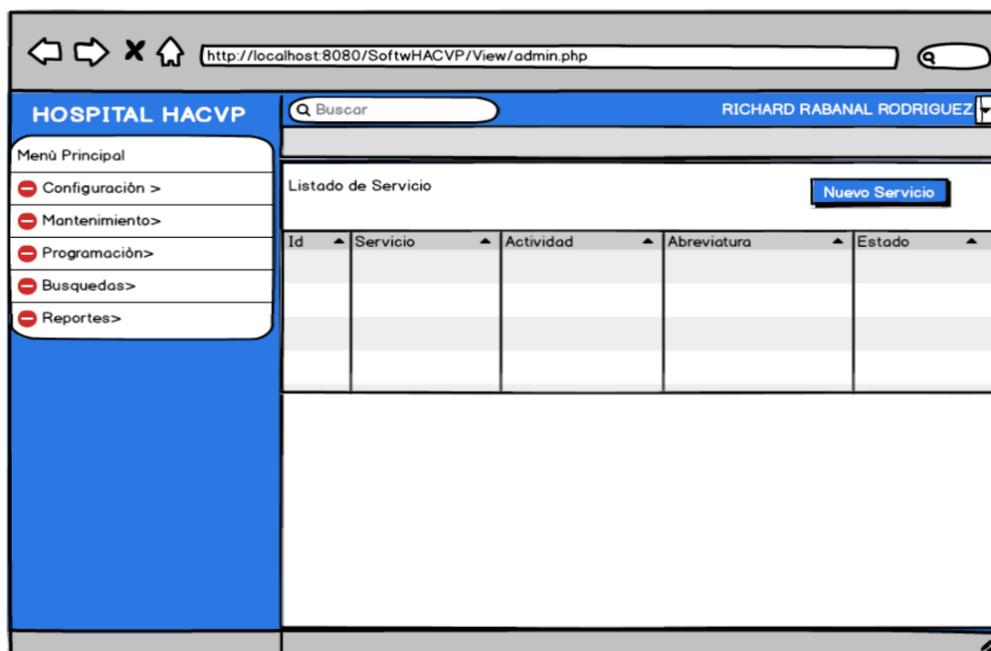 http://localhost:8080/SoftwHACVP/View/admin.php
HOSPITAL HACVP
Buscar
RICHARD RABANAL RODRIGUEZ
Menù Principal
Configuración >
Mantenimiento>
Programaciòn>
Busquedas>
Reportes>
Listado de Servicio
Nuevo Servicio
Id Servicio Actividad Abreviatura Estado